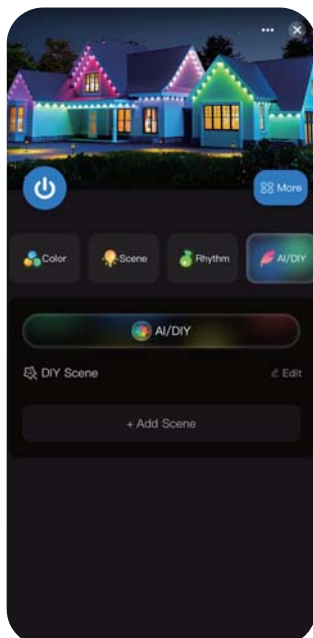 More
Color
Scene
Rhythm
AI/DIY
AI/DIY
DIY Scene
Edit
+ Add Scene